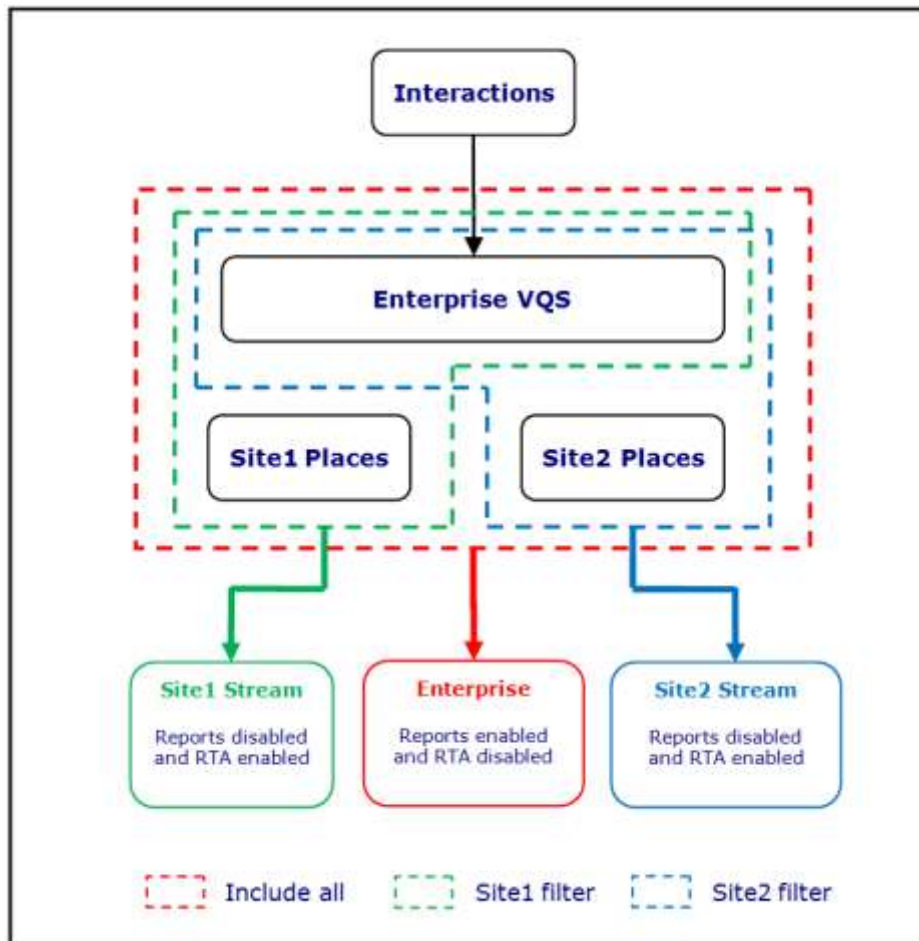 Interactions
Enterprise VQS
Site1 Places
Site2 Places
Site1 Stream
Reports disabled
and RTA enabled
Enterprise
Reports enabled
and RTA disabled
Site2 Stream
Reports disabled
and RTA enabled
Include all
Site1 filter
Site2 filter